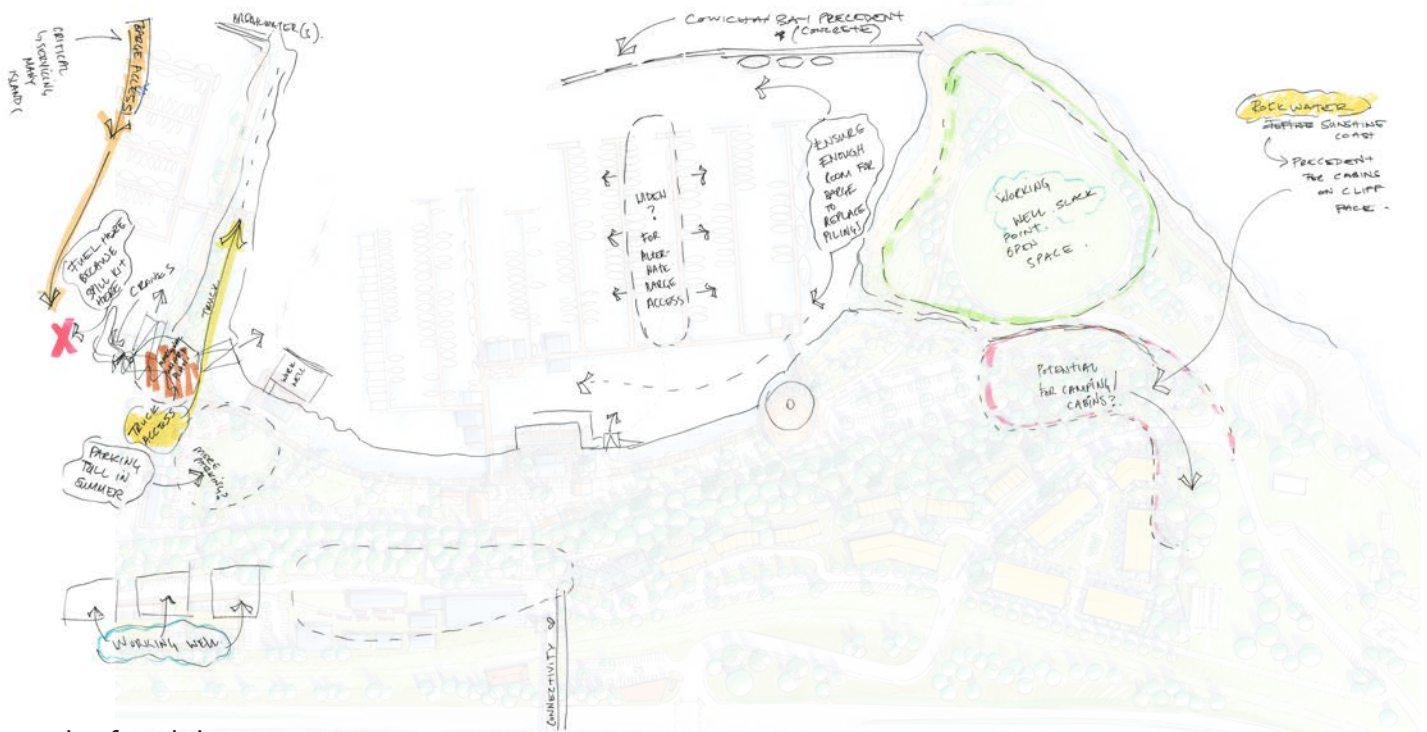 CRITICAL
↳ SERVICING
MANY
ISLANDS
BARGE ACCESS
BREAKWATER(S).
COWICHAN BAY PRECEDENT
* (CONCRETE)
ROCKWATER
SUNSHINE
COAST
↳ PRECEDENT
FOR CABINS
ON CLIFF
FACE.
ENSURE
ENOUGH
ROOM FOR
BARGE
TO
REPLACE
PILINGS
WIDEN
?
FOR
ALTER-
NATE
BARGE
ACCESS
WORKING
WELL SLACK
POINT.
OPEN
SPACE.
FUEL HERE
BECAUSE
SPILL KIT
HERE
CRANES
TRUCK
X
WORK
WELL
TRUCK
ACCESS
PARKING
FULL IN
SUMMER
MORE
PARKING?
POTENTIAL
FOR CAMPING/
CABINS?
WORKING WELL
CONNECTIVITY